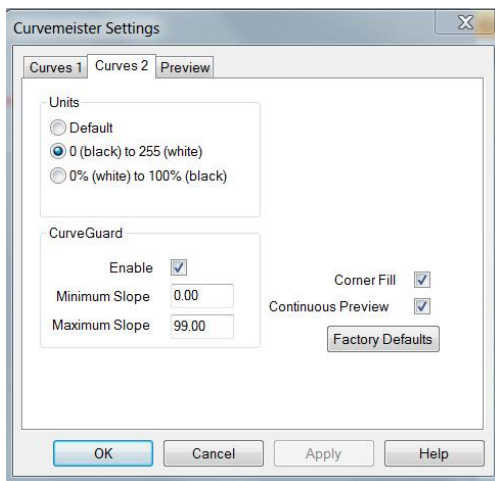 Curvemeister Settings
Curves 1 Curves 2 Preview
Units
Default
0 (black) to 255 (white)
0% (white) to 100% (black)
CurveGuard
Enable
Minimum Slope 0.00
Maximum Slope 99.00
Corner Fill
Continuous Preview
Factory Defaults
OK Cancel Apply Help